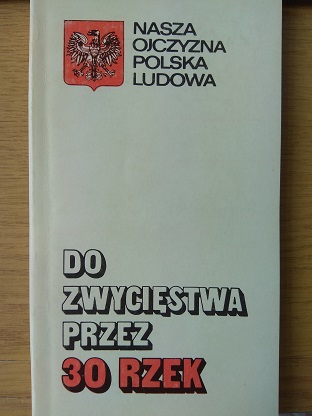 NASZA
OJCZYZNA
POLSKA
LUDOWA
DO
ZWYCIĘSTWA
PRZEZ
30 RZEK